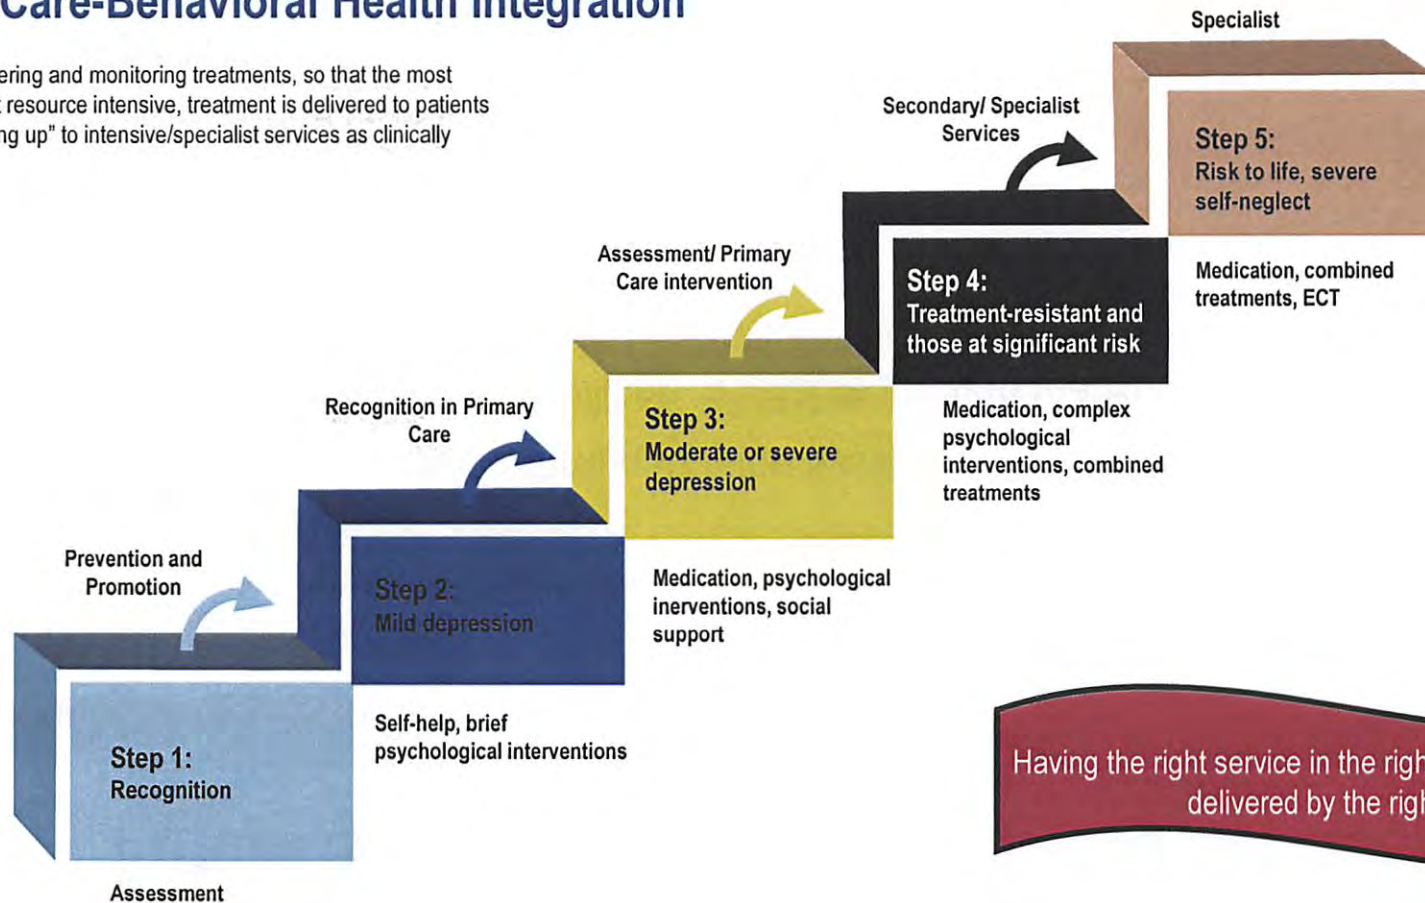 Care-Behavioral Health Integration
ering and monitoring treatments, so that the most
t resource intensive, treatment is delivered to patients
ng up" to intensive/specialist services as clinically
Specialist
Step 5:
Risk to life, severe
self-neglect
Medication, combined
treatments, ECT
Secondary/ Specialist
Services
Step 4:
Treatment-resistant and
those at significant risk
Medication, complex
psychological
interventions, combined
treatments
Assessment/ Primary
Care intervention
Step 3:
Moderate or severe
depression
Medication, psychological
inerventions, social
support
Recognition in Primary
Care
Step 2:
Mild depression
Self-help, brief
psychological interventions
Prevention and
Promotion
Step 1:
Recognition
Assessment
Having the right service in the righ
delivered by the righ